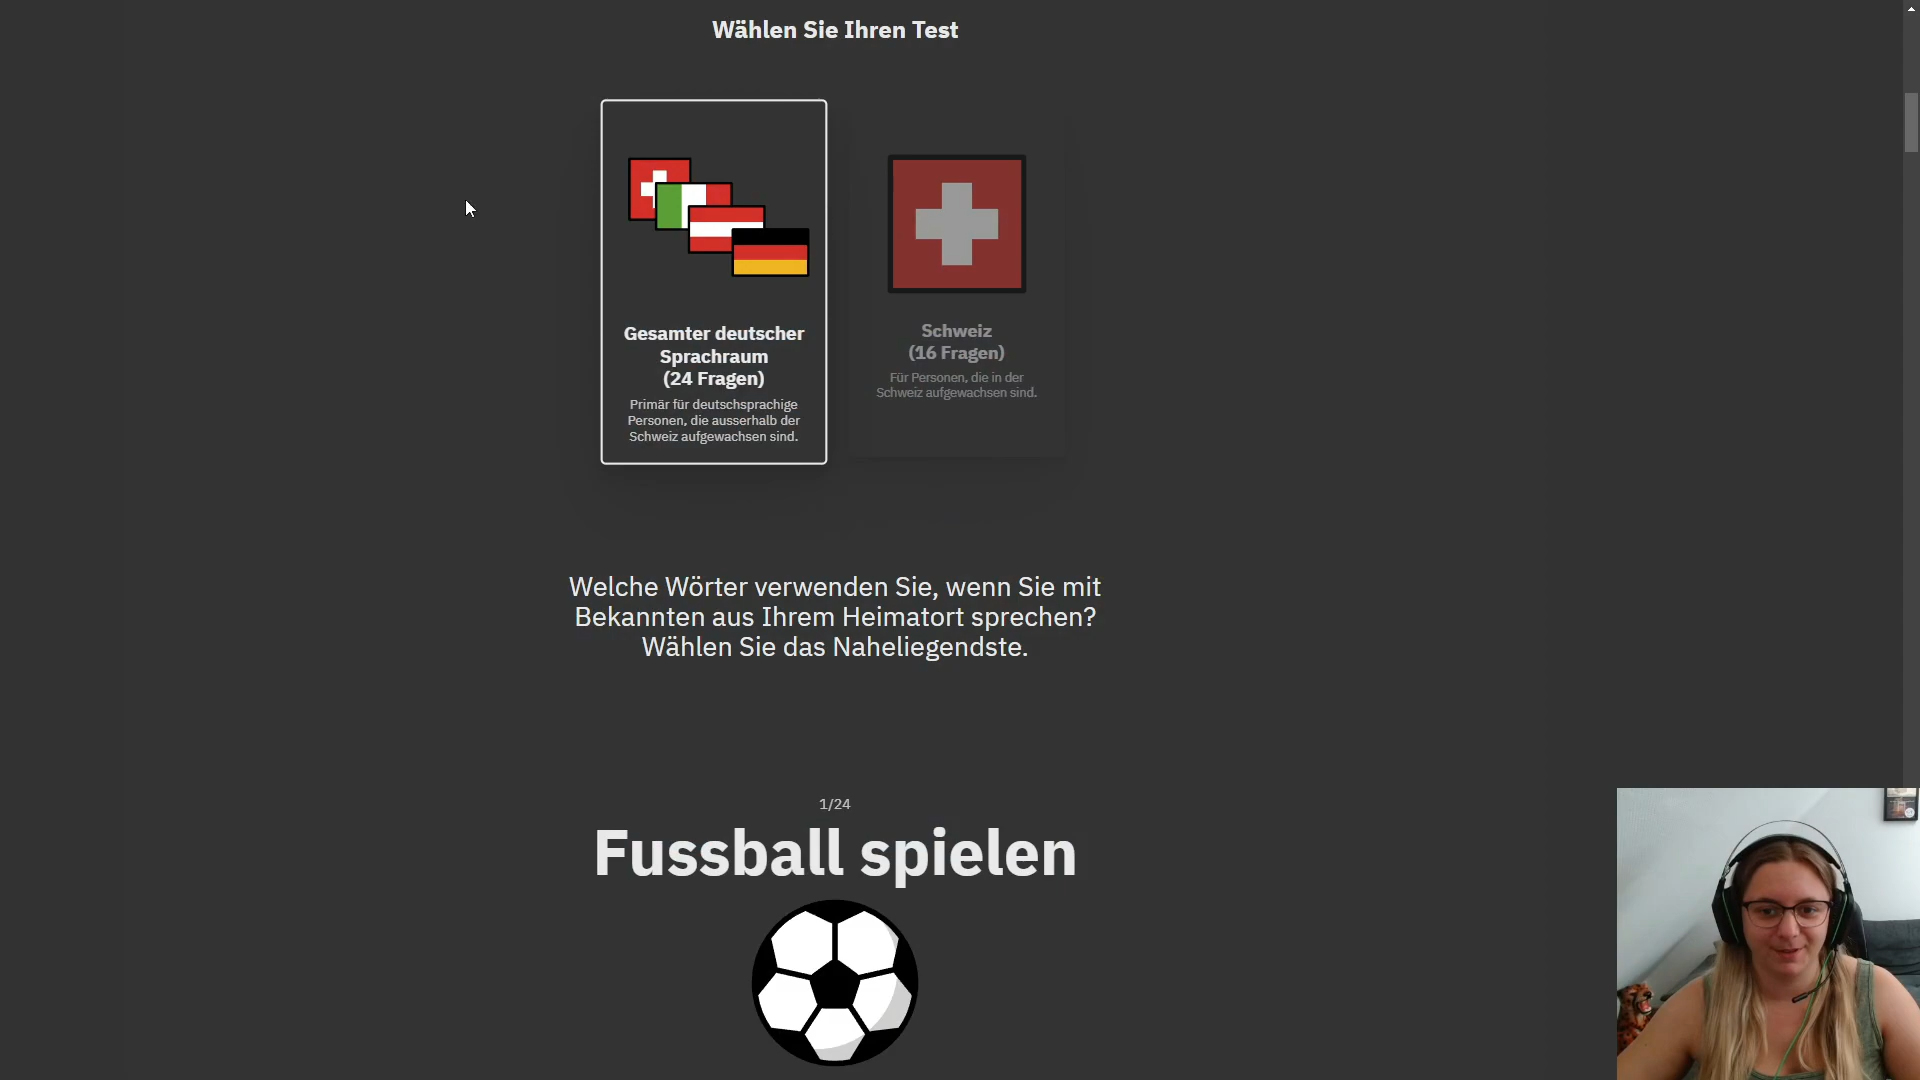 Wählen Sie Ihren Test
Gesamter deutscher
Sprachraum
(24 Fragen)
Primär für deutschsprachige
Personen, die ausserhalb der
Schweiz aufgewachsen sind.
Schweiz
(16 Fragen)
Für Personen, die in der
Schweiz aufgewachsen sind.
Welche Wörter verwenden Sie, wenn Sie mit
Bekannten aus Ihrem Heimatort sprechen?
Wählen Sie das Naheliegendste.
1/24
Fussball spielen